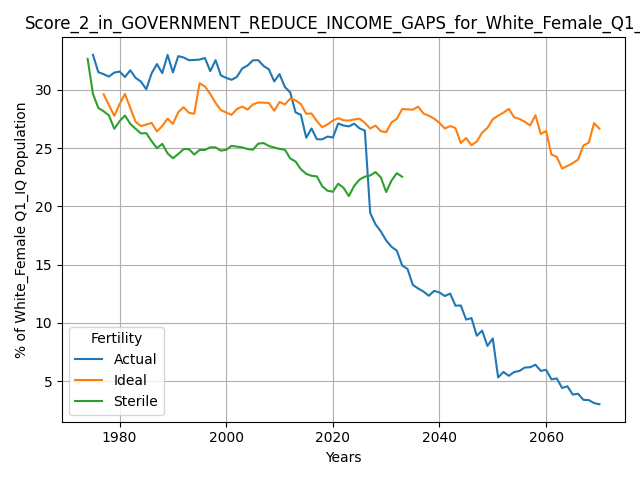 Score_2_in_GOVERNMENT_REDUCE_INCOME_GAPS_for_White_Female_Q1_
% of White_Female Q1_IQ Population
30
25
20
15
10
5
Fertility
Actual
Ideal
Sterile
1980 2000 2020 2040 2060
Years